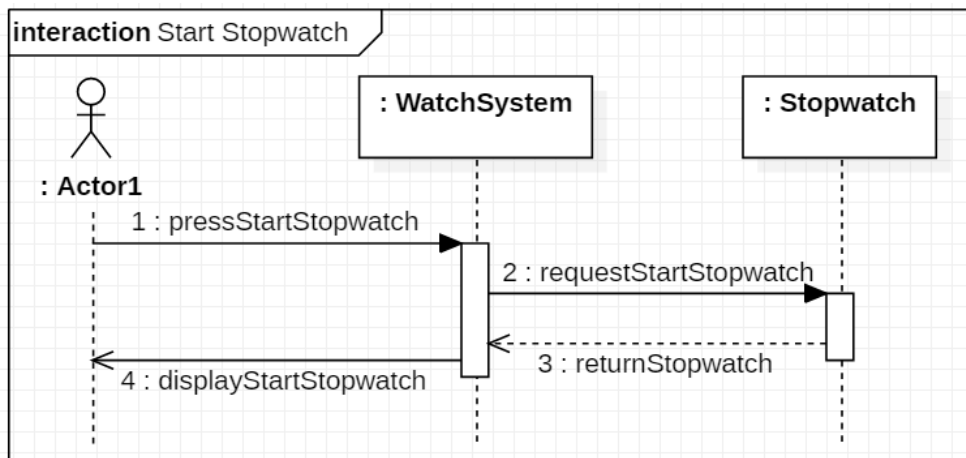 interaction Start Stopwatch
: WatchSystem
: Stopwatch
: Actor1
1 : pressStartStopwatch
2 : requestStartStopwatch
3 : returnStopwatch
4 : displayStartStopwatch